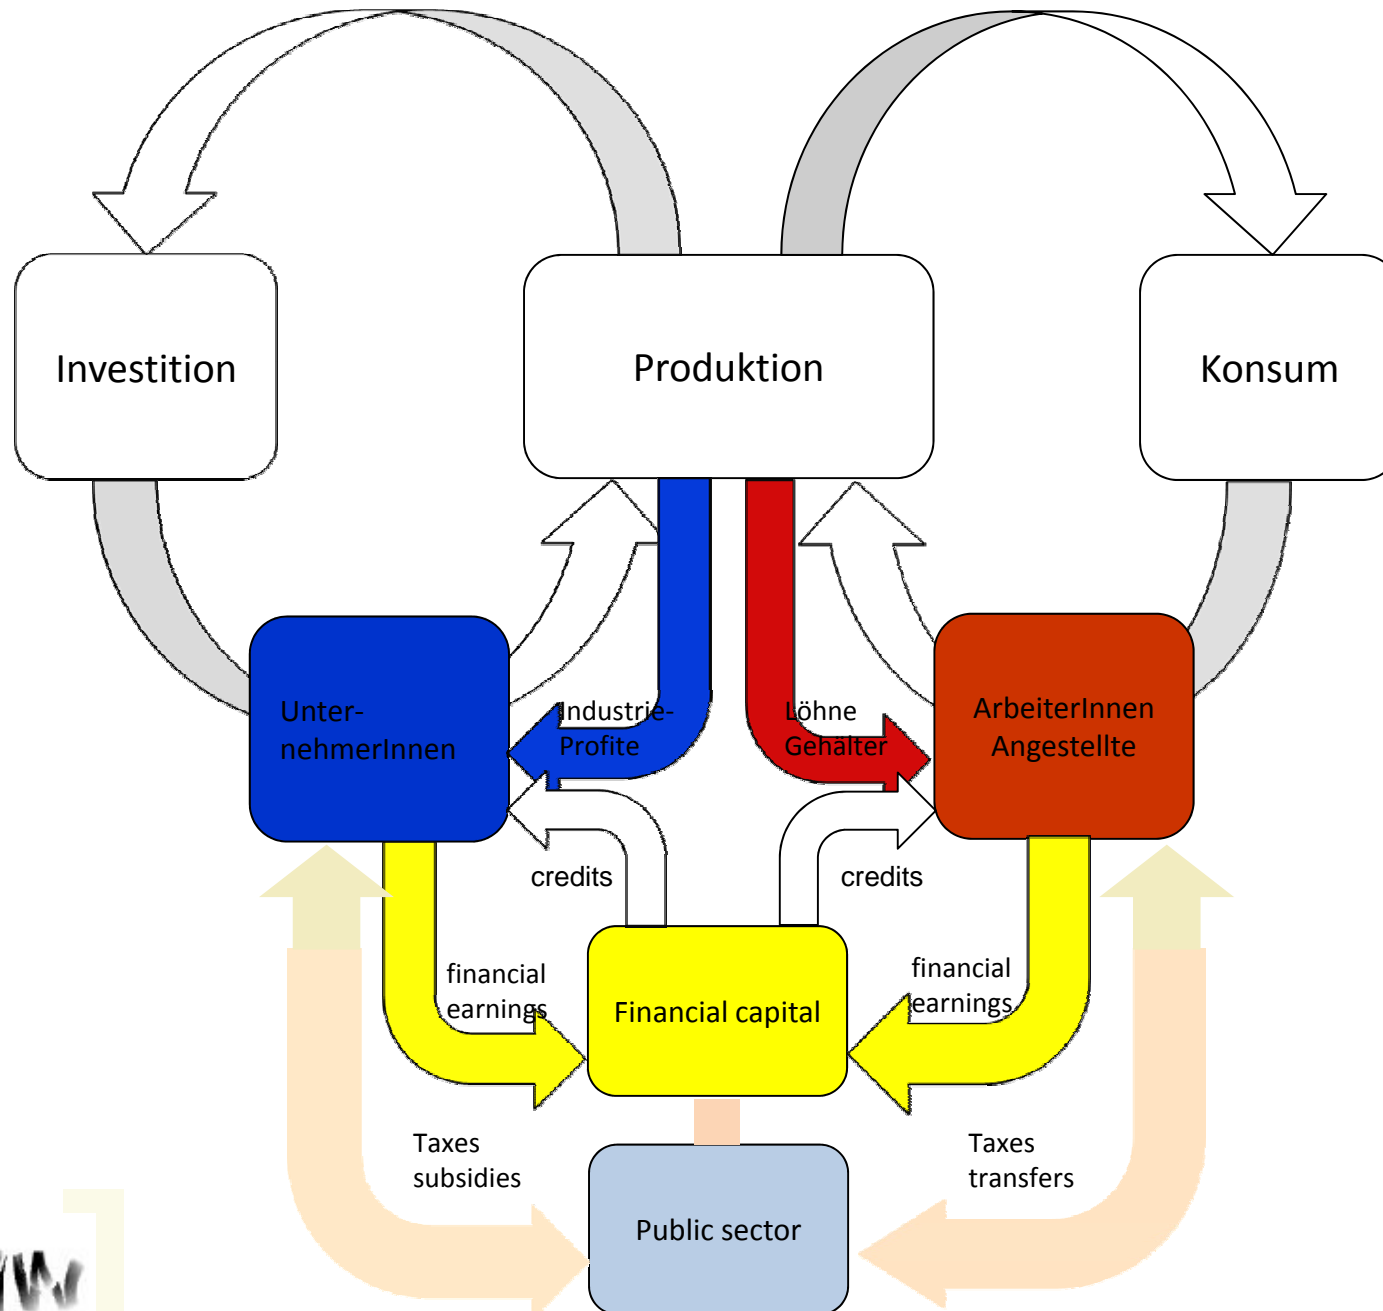 Investition
Produktion
Konsum
Unter-
nehmerInnen
Industrie-
Profite
Löhne
Gehälter
ArbeiterInnen
Angestellte
credits
credits
financial
earnings
Financial capital
financial
earnings
Taxes
subsidies
Public sector
Taxes
transfers